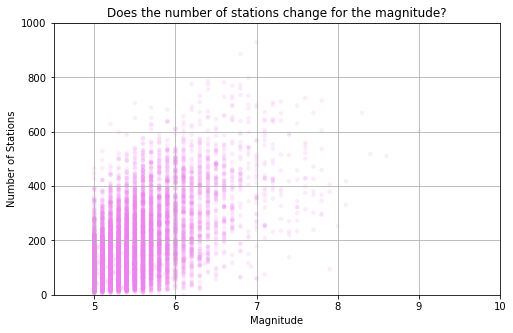 Does the number of stations change for the magnitude?
1000
800
600
400
200
0
Number of Stations
5 6 7 8 9 10
Magnitude